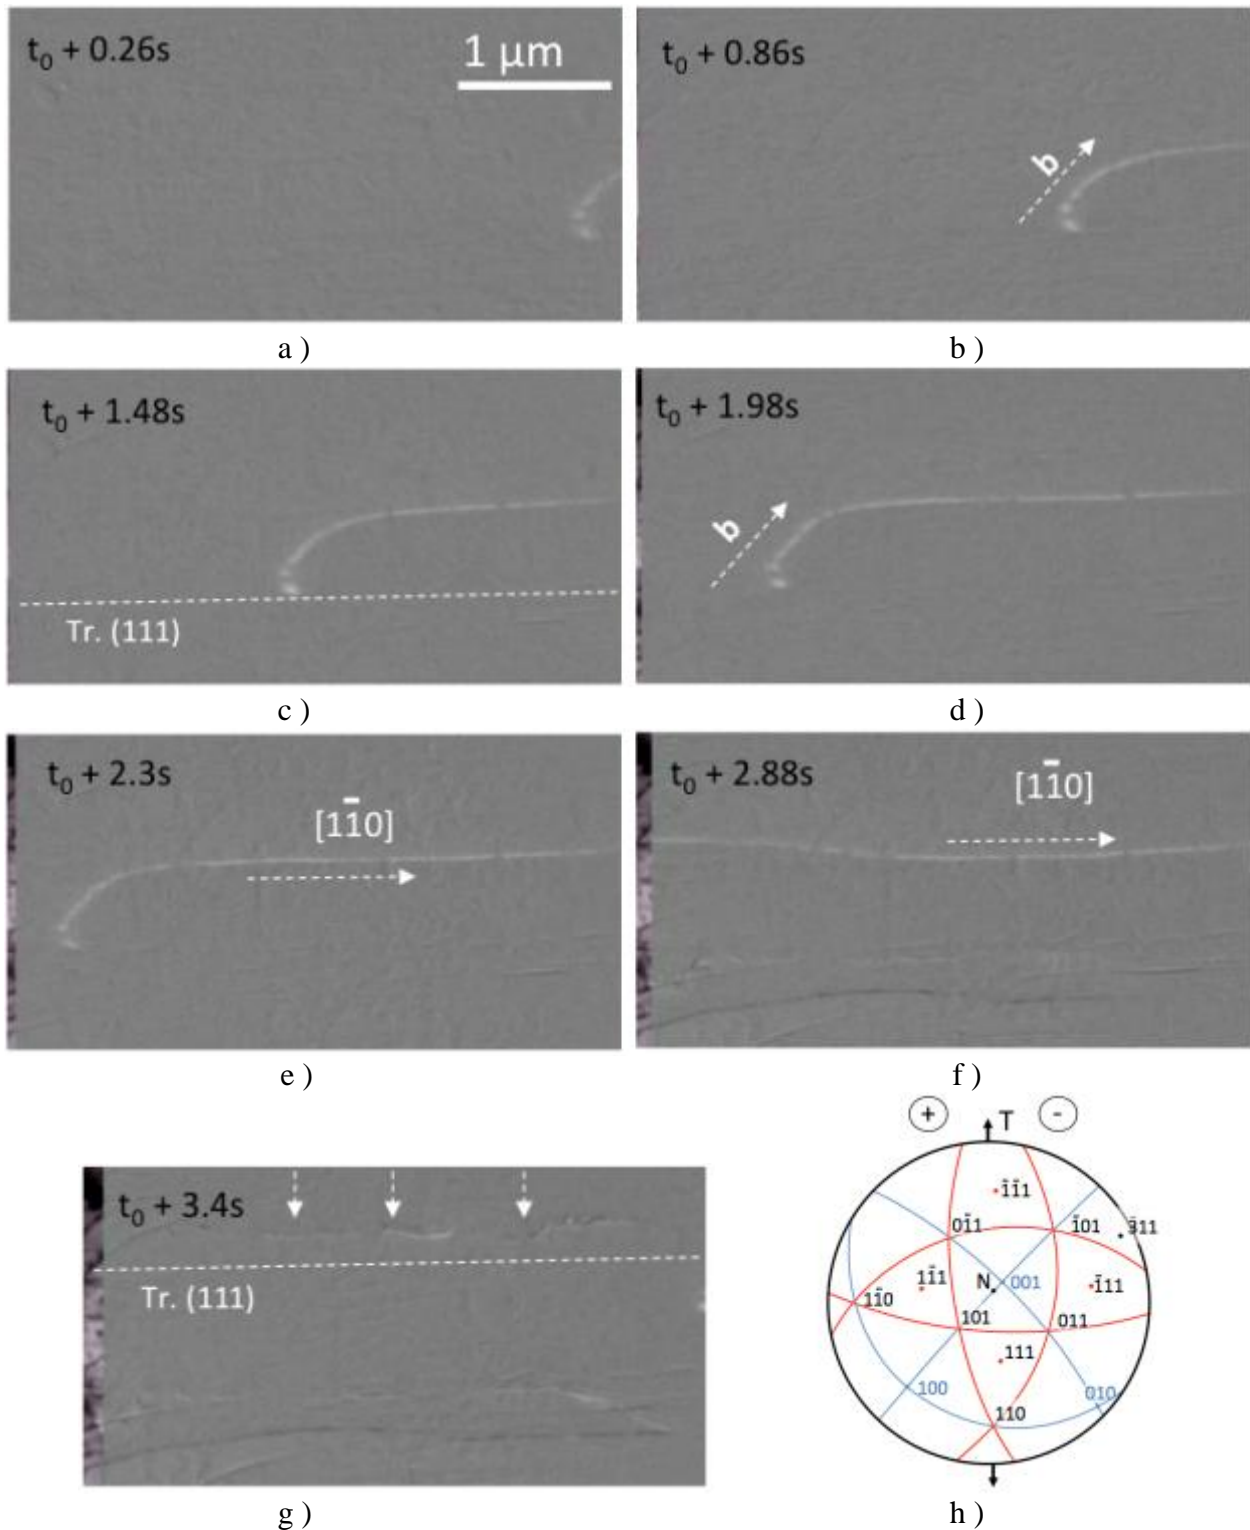 t₀ + 0.26s
1 µm
t₀ + 0.86s
b
a )
b )
t₀ + 1.48s
Tr. (111)
t₀ + 1.98s
b
c )
d )
t₀ + 2.3s
[11̄0]
t₀ + 2.88s
[11̄0]
e )
f )
t₀ + 3.4s
Tr. (111)
g )
+ T -
1̄1̄1
01̄1
1̄01
3̄11
11̄1
N
001
1̄11
11̄0
101
011
111
100
010
110
h )